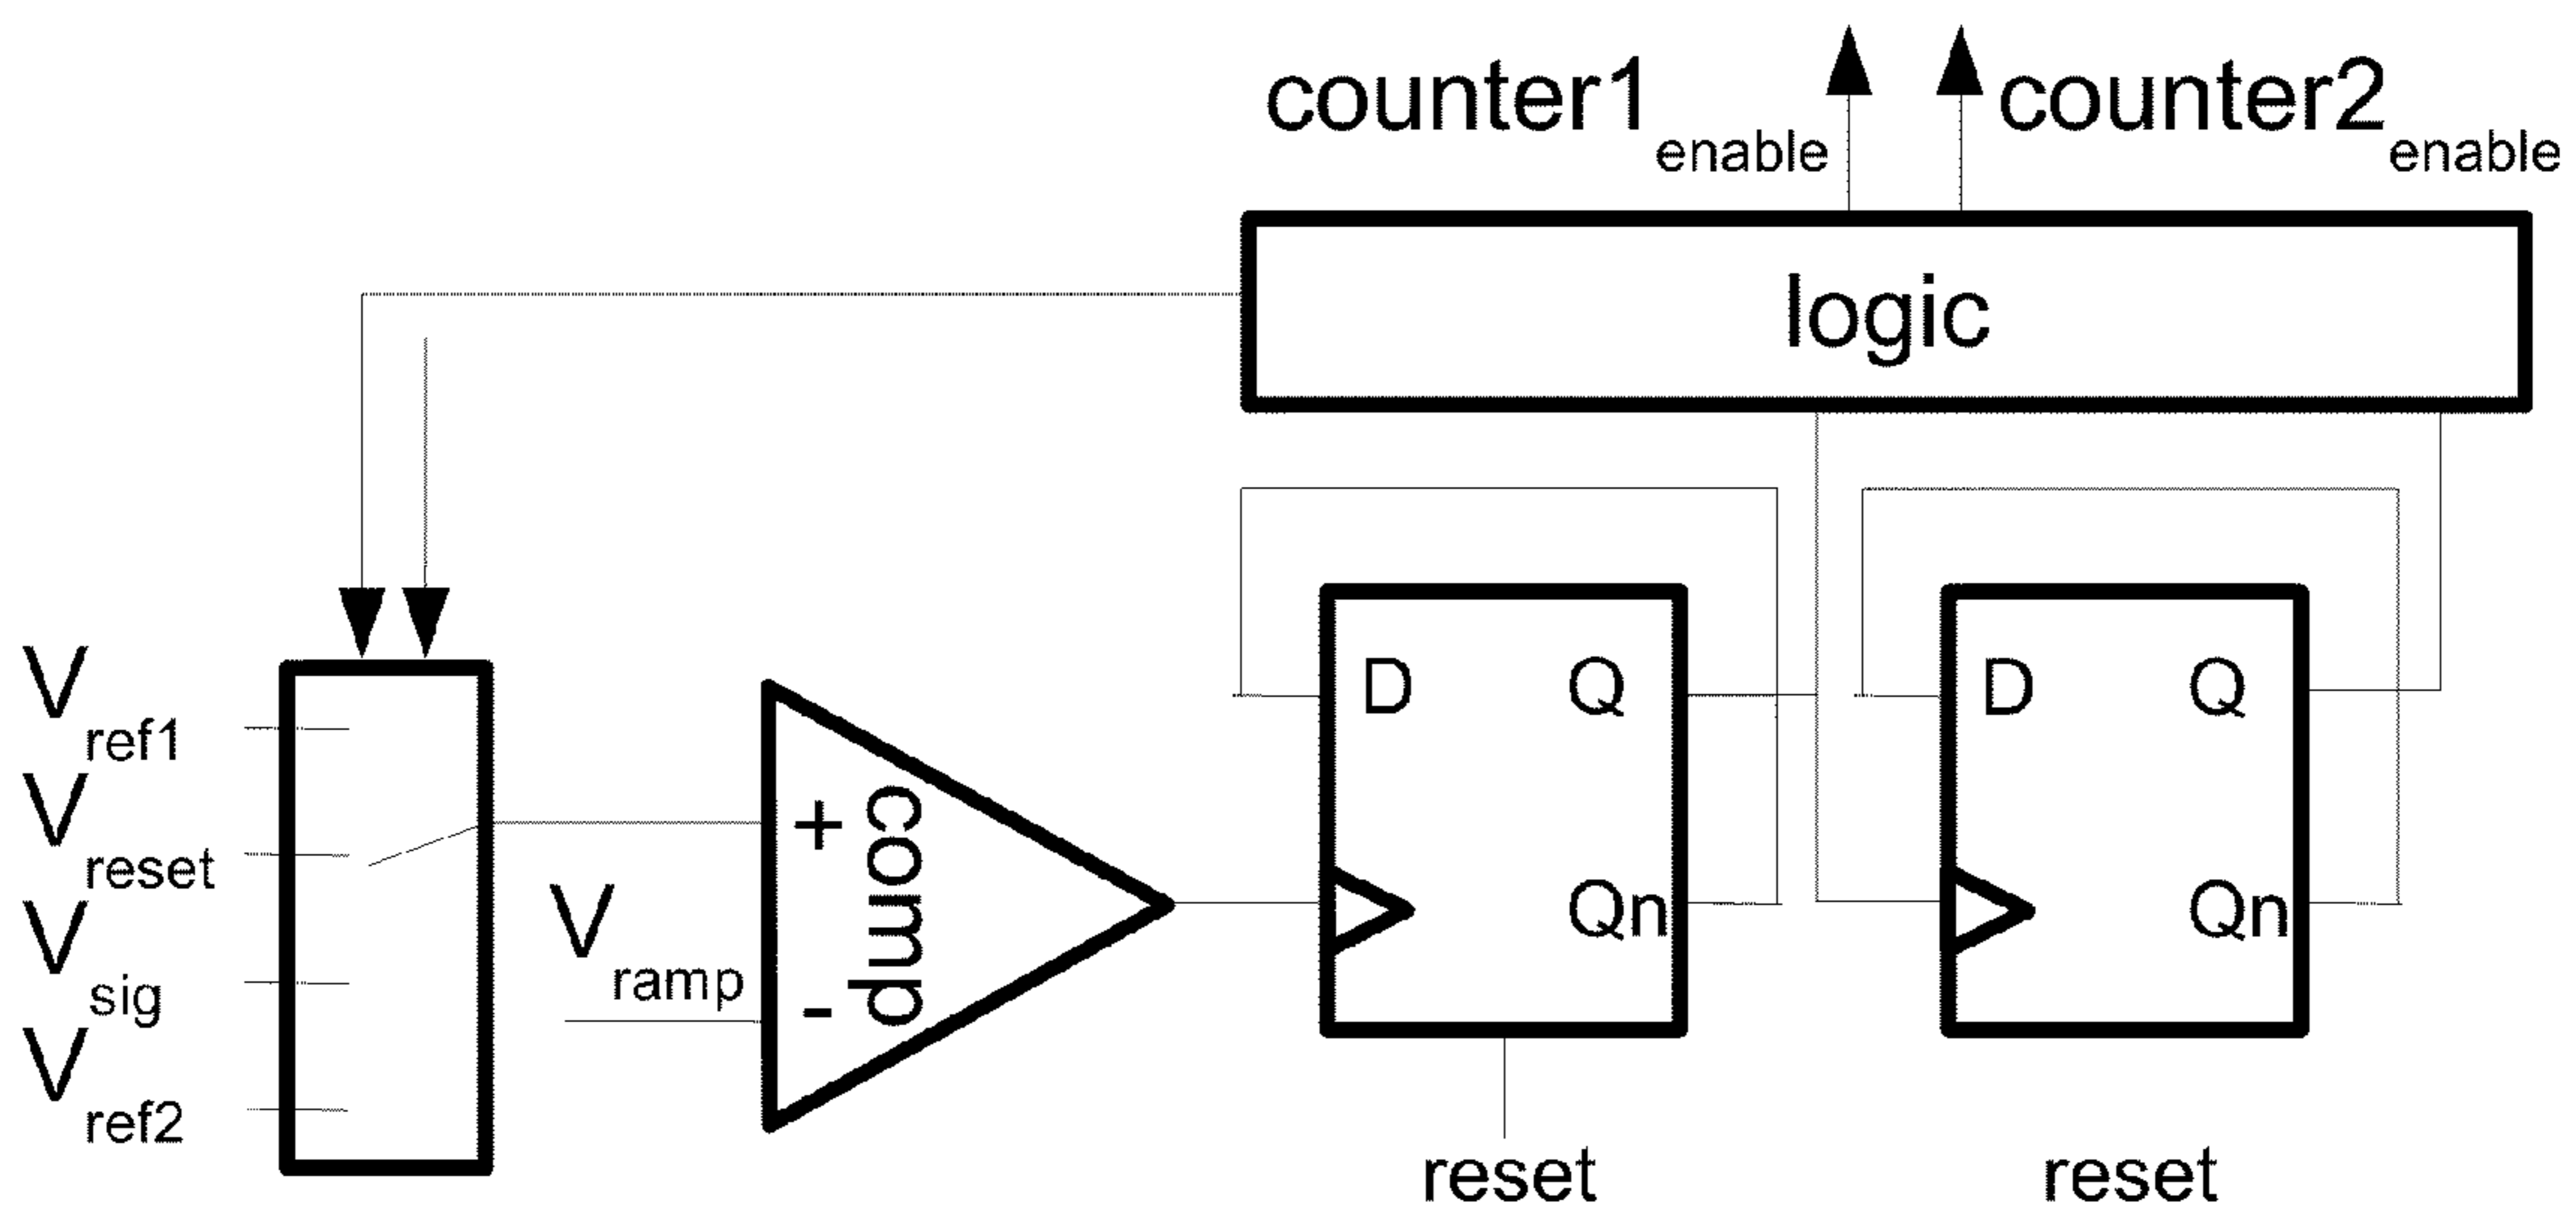 counter1enable
counter2enable
logic
Vref1
Vreset
Vsig
Vref2
Vramp
+
-
comp
D
Q
Qn
reset
D
Q
Qn
reset